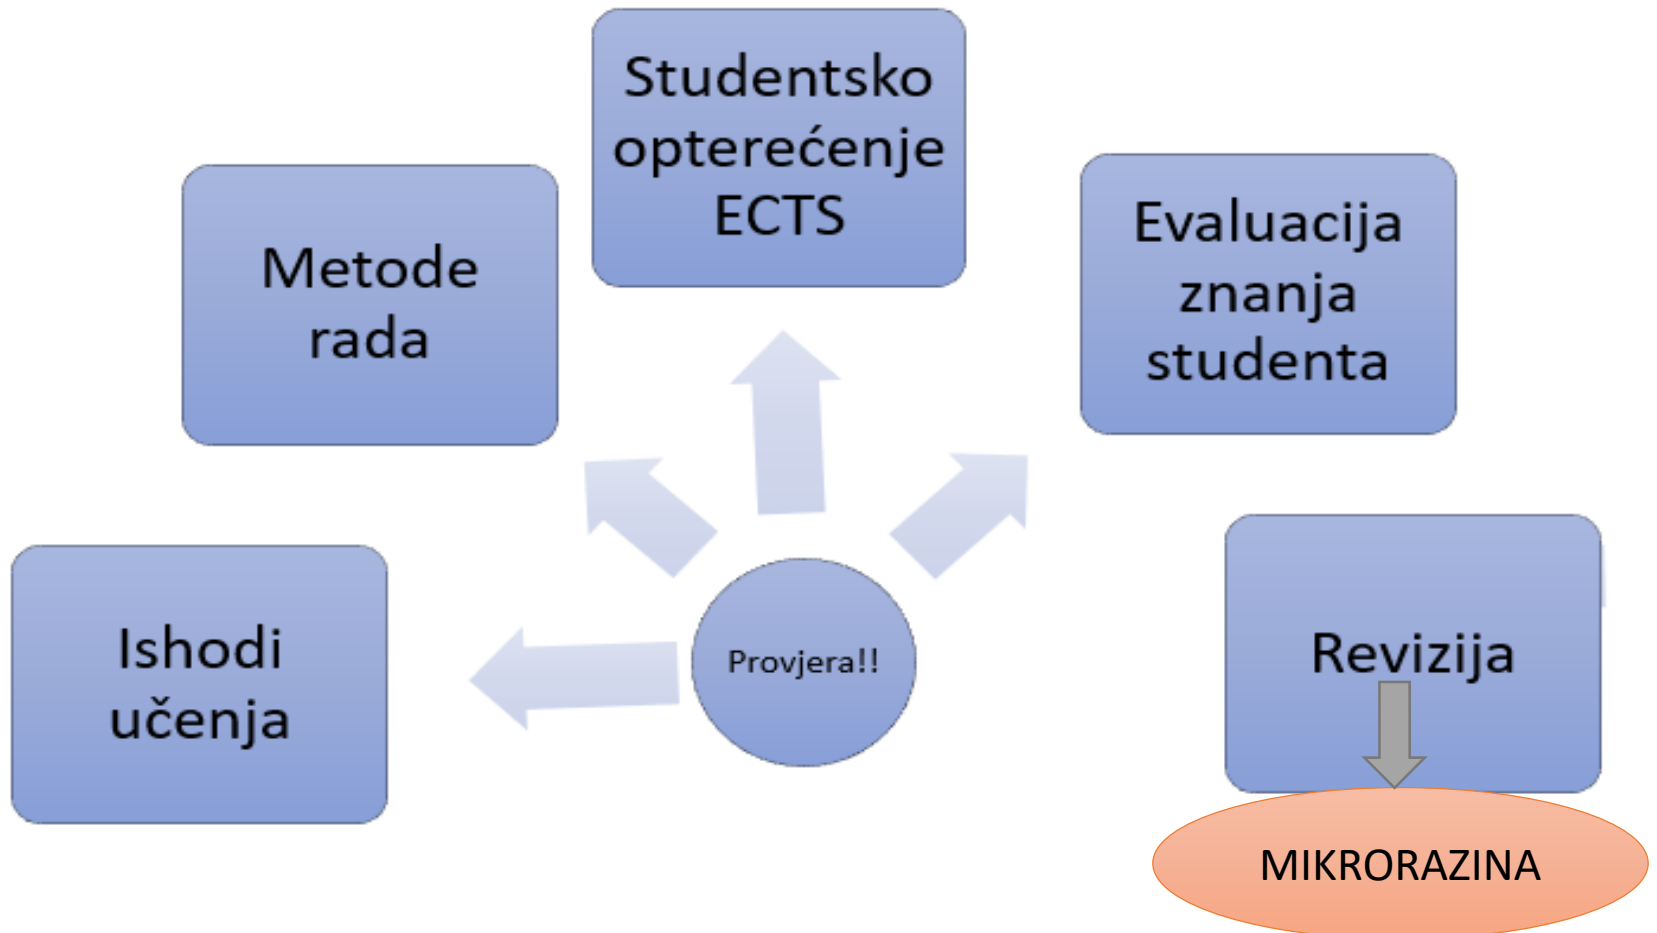 Studentsko
opterećenje
ECTS
Metode
rada
Evaluacija
znanja
studenta
Ishodi
učenja
Provjera!!
Revizija
MIKRORAZINA